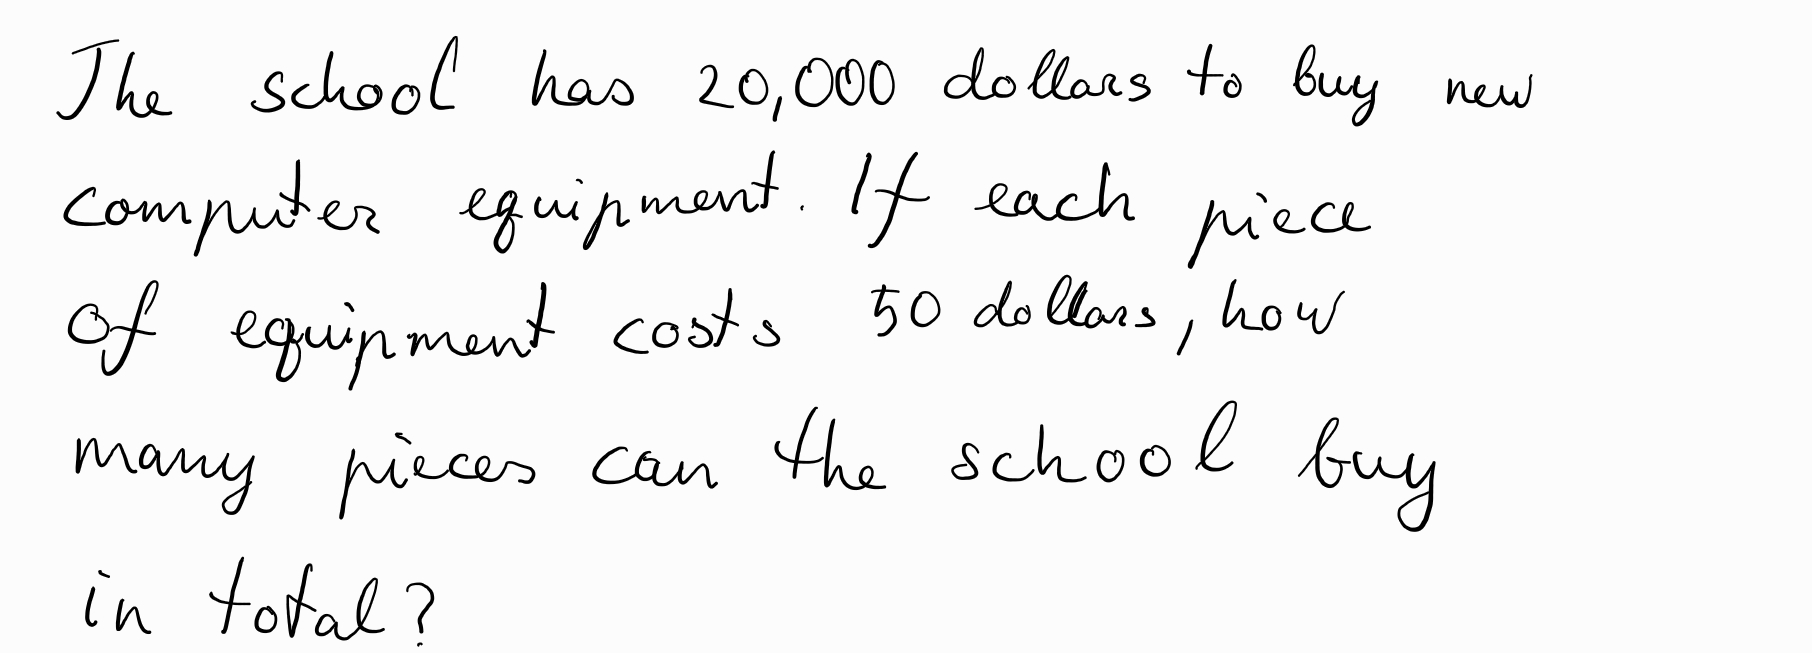 The school has 20,000 dollars to buy new
computer equipment. If each piece
of equipment costs 50 dollars, how
many pieces can the school buy
in total?